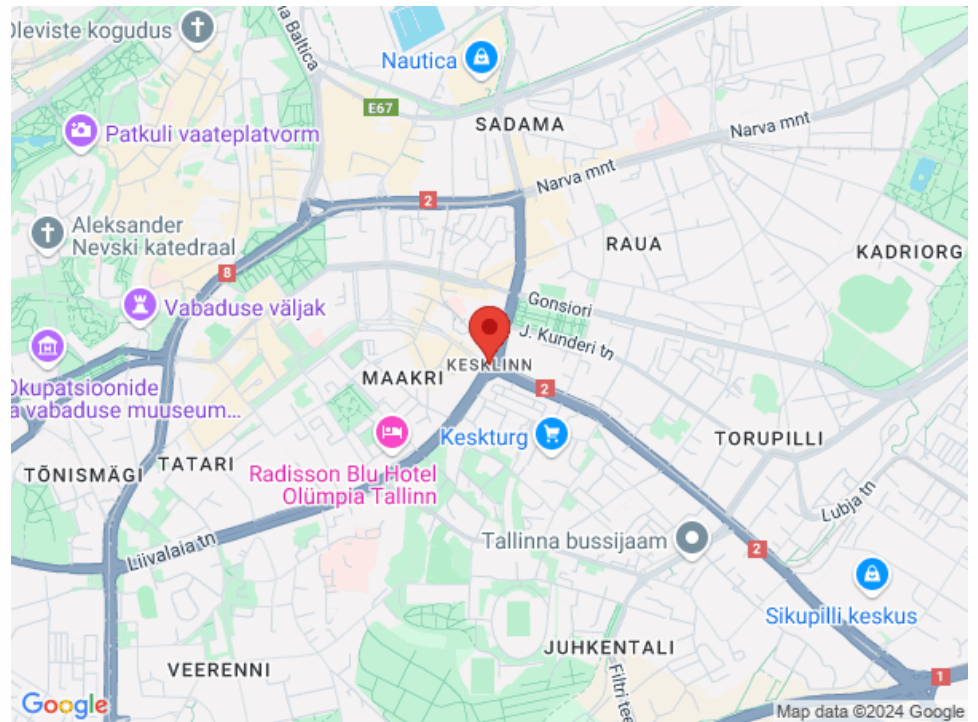 Oleviste kogudus
Baltica
Nautica
E67
SADAMA
Patkuli vaateplatvorm
Narva mnt
Narva mnt
2
Aleksander
Nevski katedraal
RAUA
KADRIORG
8
Vabaduse väljak
Gonsiori
J. Kunderi tn
KESKLINN
MAAKRI
2
Okupatsioonide
a vabaduse muuseum...
Keskturg
TORUPILLI
TÕNISMÄGI
TATARI
Radisson Blu Hotel
Olümpia Tallinn
Lubja tn
Liivalaia tn
Tallinna bussijaam
2
Sikupilli keskus
JUHKENTALI
VEERENNI
Filtri tee
1
Google
Map data ©2024 Google